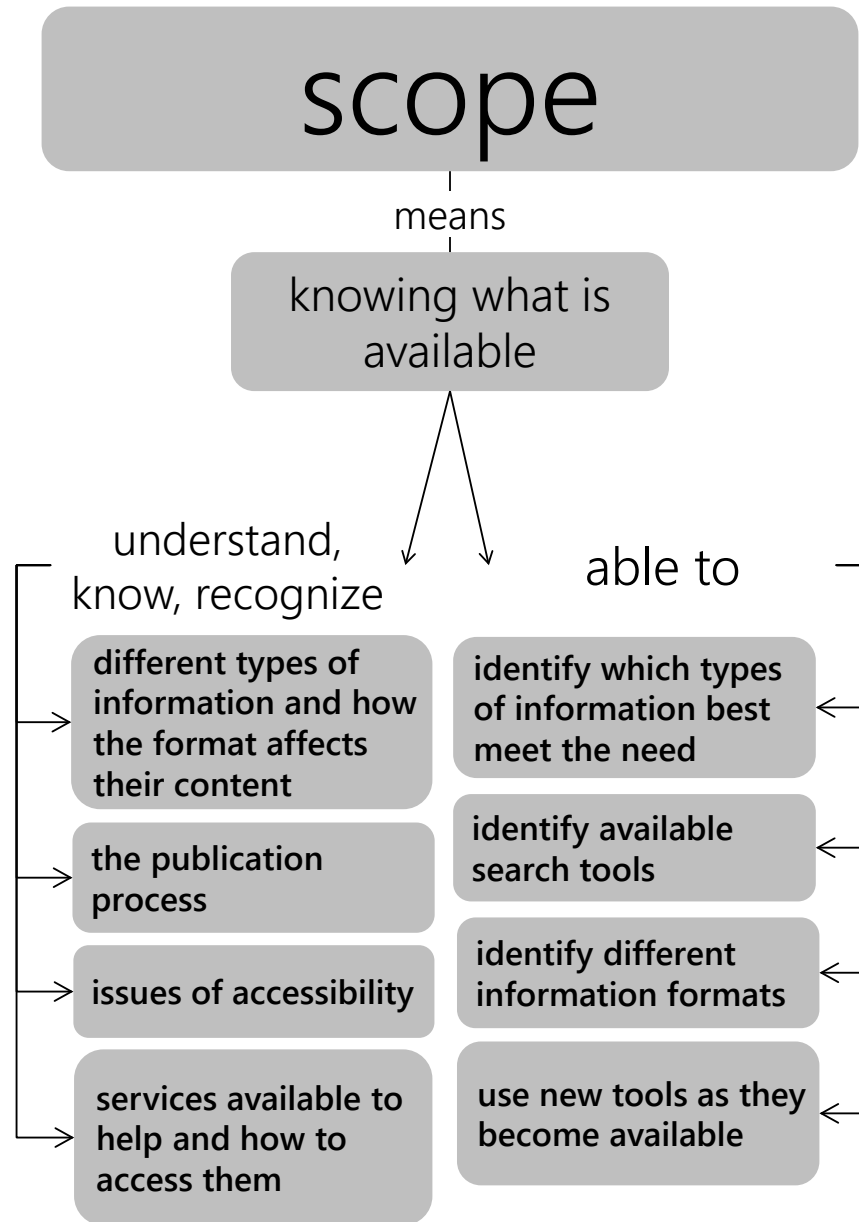 scope
means
knowing what is
available
understand,
know, recognize
different types of
information and how
the format affects
their content
the publication
process
issues of accessibility
services available to
help and how to
access them
able to
identify which types
of information best
meet the need
identify available
search tools
identify different
information formats
use new tools as they
become available